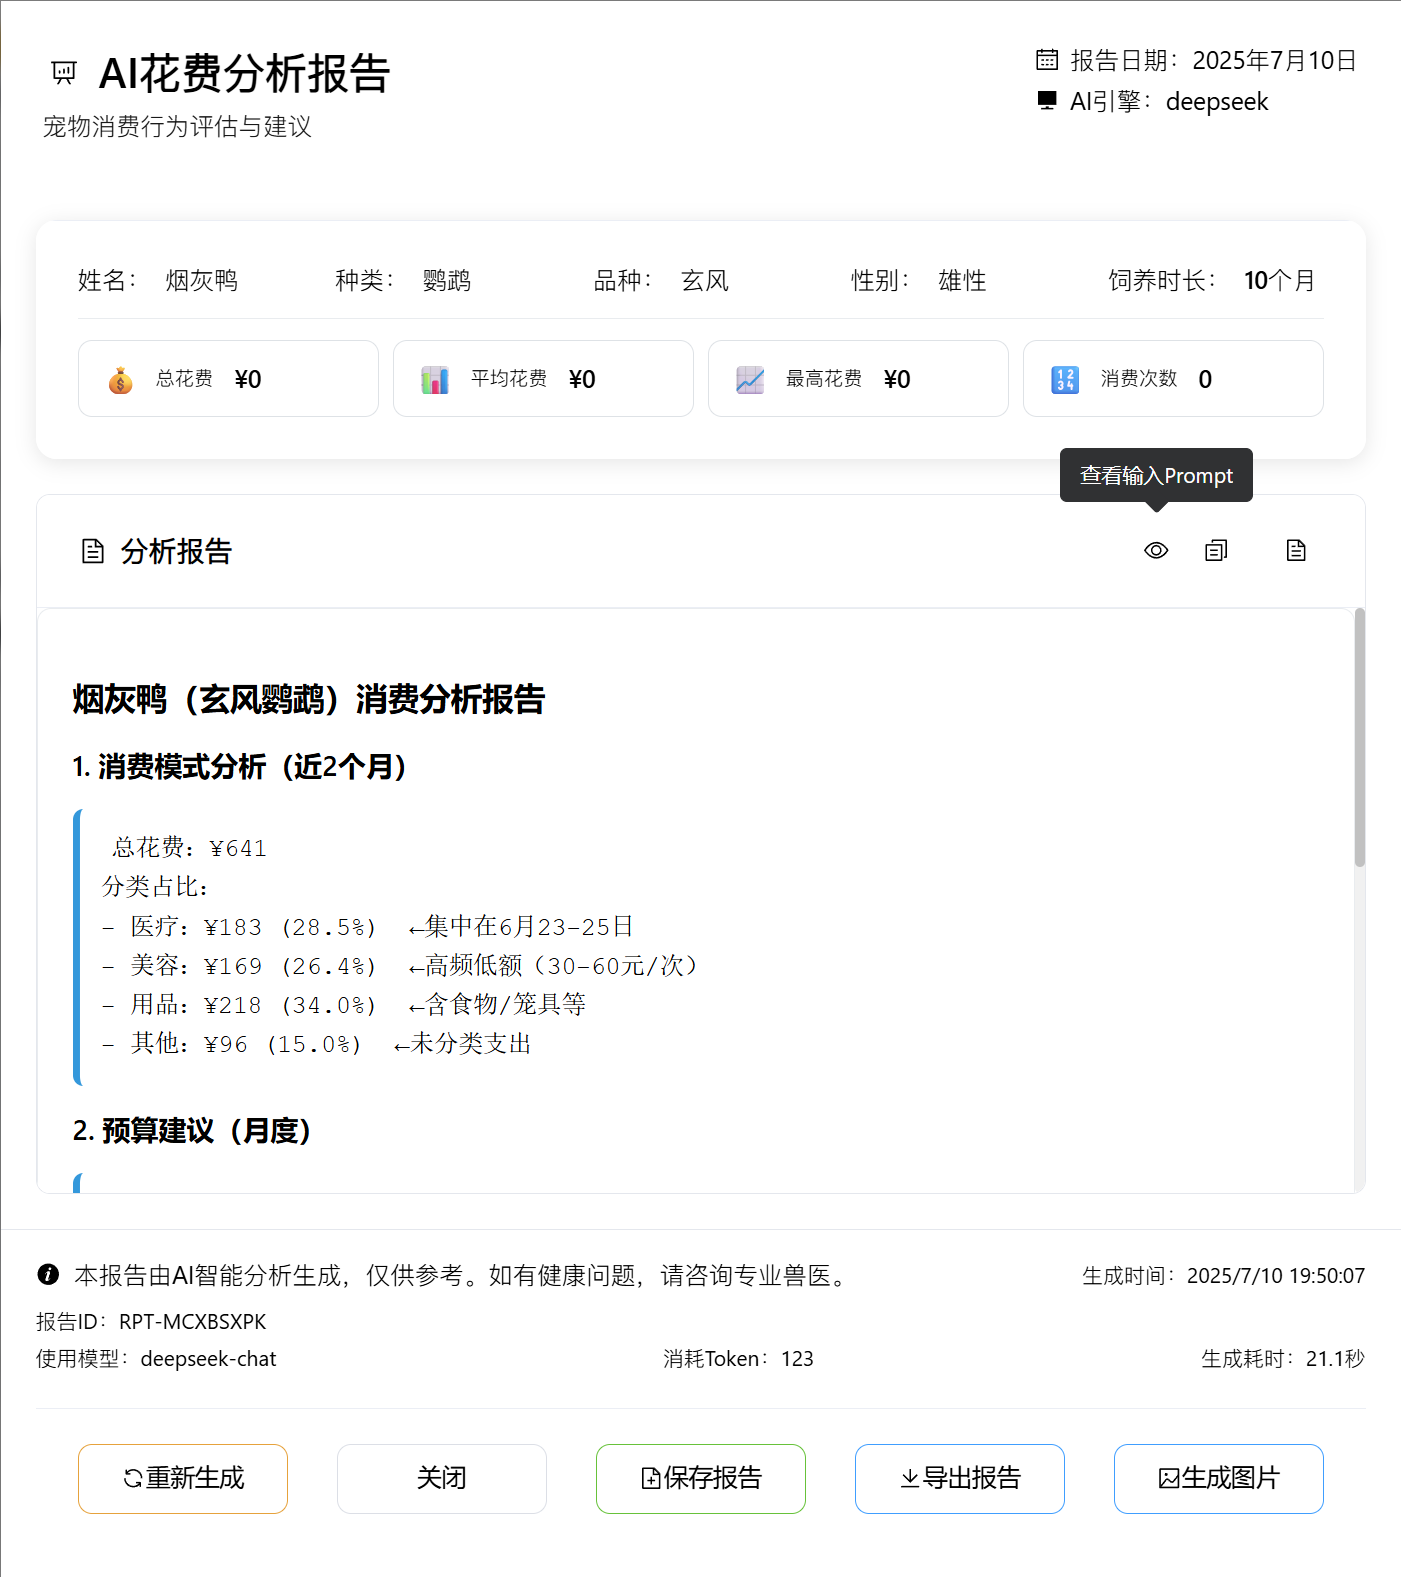 AI花费分析报告
宠物消费行为评估与建议
报告日期：2025年7月10日
AI引擎：deepseek
姓名： 烟灰鸭 种类： 鹦鹉 品种： 玄风 性别： 雄性 饲养时长： 10个月
总花费 ¥0 平均花费 ¥0 最高花费 ¥0 消费次数 0
查看输入Prompt
分析报告
烟灰鸭（玄风鹦鹉）消费分析报告
1. 消费模式分析（近2个月）
总花费：¥641
分类占比：
- 医疗：¥183 (28.5%) ←集中在6月23-25日
- 美容：¥169 (26.4%) ←高频低额（30-60元/次）
- 用品：¥218 (34.0%) ←含食物/笼具等
- 其他：¥96 (15.0%) ←未分类支出
2. 预算建议（月度）
本报告由AI智能分析生成，仅供参考。如有健康问题，请咨询专业兽医。 生成时间：2025/7/10 19:50:07
报告ID：RPT-MCXBSXPK
使用模型：deepseek-chat 消耗Token：123 生成耗时：21.1秒
重新生成 关闭 保存报告 导出报告 生成图片